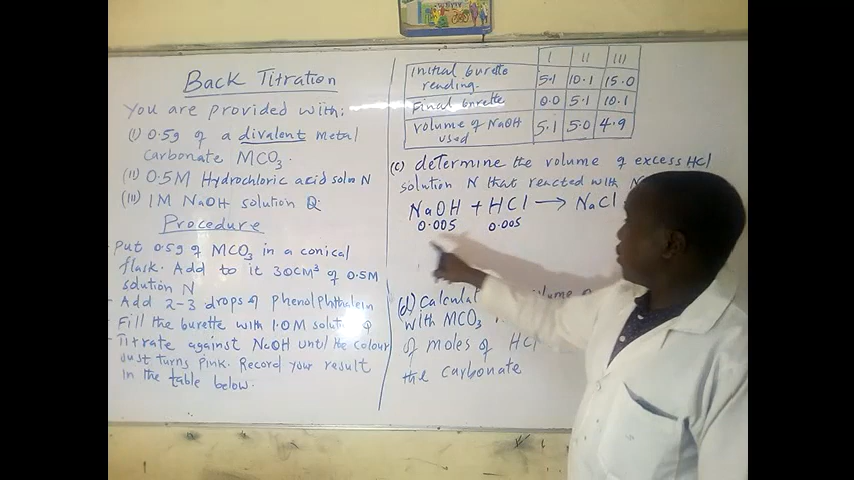 Back Titration
You are provided with:
(i) 0.5g of a divalent metal
carbonate MCO₃.
(ii) 0.5M Hydrochloric acid soln N
(iii) 1M NaOH solution Q.
Procedure
- Put 0.5g of MCO₃ in a conical
flask. Add to it 30CM³ of 0.5M
solution N
- Add 2-3 drops of phenolphthalein
- Fill the burette with 1.0M solution Q
- Titrate against NaOH until the colour
Just turns pink. Record your result
in the table below.
I II III
Initial burette reading. 5.1 10.1 15.0
Final burette 0.0 5.1 10.1
volume of NaOH used 5.1 5.0 4.9
(c) determine the volume of excess HCl
solution N that reacted with
NaOH + HCl → NaCl
0.005 0.005
(d) Calculat volume of
with MCO₃
of moles of HCl
the carbonate